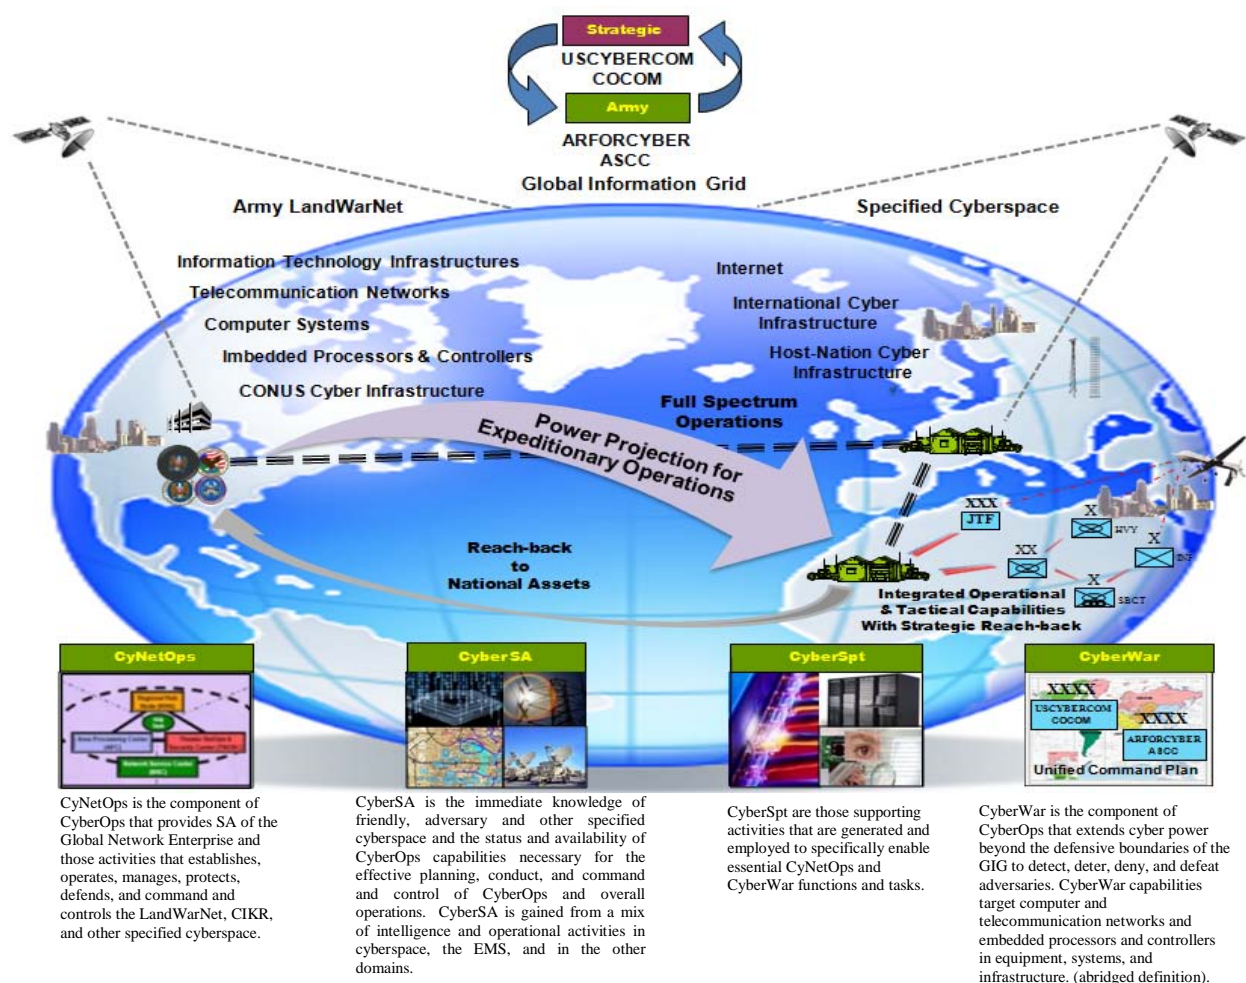 Strategic
USCYBERCOM
COCOM
Army
ARFORCYBER
ASCC
Global Information Grid
Army LandWarNet
Specified Cyberspace
Information Technology Infrastructures
Telecommunication Networks
Computer Systems
Imbedded Processors & Controllers
CONUS Cyber Infrastructure
Internet
International Cyber
Infrastructure
Host-Nation Cyber
Infrastructure
Full Spectrum
Operations
Power Projection for
Expeditionary Operations
Reach-back
to
National Assets
XXX
JTF
X
HVY
XX
X
X
SBCT
Integrated Operational
& Tactical Capabilities
With Strategic Reach-back
CyNetOps
Network Service Center
CyNetOps is the component of
CyberOps that provides SA of the
Global Network Enterprise and
those activities that establishes,
operates, manages, protects,
defends, and command and
controls the LandWarNet, CIKR,
and other specified cyberspace.
CyberSA
CyberSA is the immediate knowledge of
friendly, adversary and other specified
cyberspace and the status and availability of
CyberOps capabilities necessary for the
effective planning, conduct, and command
and control of CyberOps and overall
operations. CyberSA is gained from a mix
of intelligence and operational activities in
cyberspace, the EMS, and in the other
domains.
CyberSpt
CyberSpt are those supporting
activities that are generated and
employed to specifically enable
essential CyNetOps and
CyberWar functions and tasks.
CyberWar
XXXX
USCYBERCOM
COCOM
XXXX
ARFORCYBER
ASCC
Unified Command Plan
CyberWar is the component of
CyberOps that extends cyber power
beyond the defensive boundaries of the
GIG to detect, deter, deny, and defeat
adversaries. CyberWar capabilities
target computer and
telecommunication networks and
embedded processors and controllers
in equipment, systems, and
infrastructure. (abridged definition).